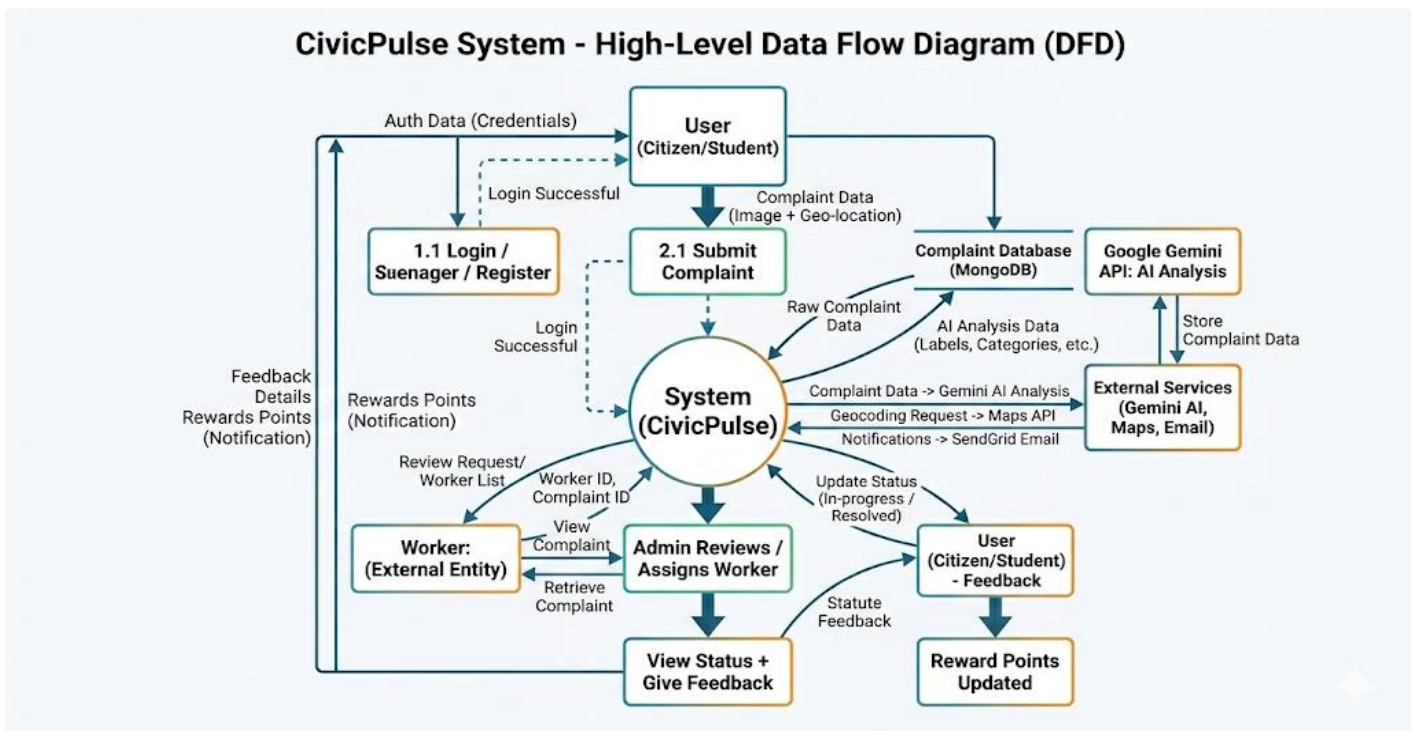 CivicPulse System - High-Level Data Flow Diagram (DFD)
Auth Data (Credentials)
User
(Citizen/Student)
Login Successful
Complaint Data
(Image + Geo-location)
1.1 Login /
Suenager / Register
2.1 Submit
Complaint
Complaint Database
(MongoDB)
Google Gemini
API: AI Analysis
Raw Complaint
Data
Login
Successful
AI Analysis Data
(Labels, Categories, etc.)
Store
Complaint Data
Feedback
Details
Rewards Points
(Notification)
Rewards Points
(Notification)
System
(CivicPulse)
Complaint Data -> Gemini AI Analysis
Geocoding Request -> Maps API
Notifications -> SendGrid Email
External Services
(Gemini AI,
Maps, Email)
Review Request/
Worker List
Worker ID,
Complaint ID
Update Status
(In-progress /
Resolved)
Worker:
(External Entity)
View
Complaint
Retrieve
Complaint
Admin Reviews /
Assigns Worker
User
(Citizen/Student)
- Feedback
Statute
Feedback
View Status +
Give Feedback
Reward Points
Updated